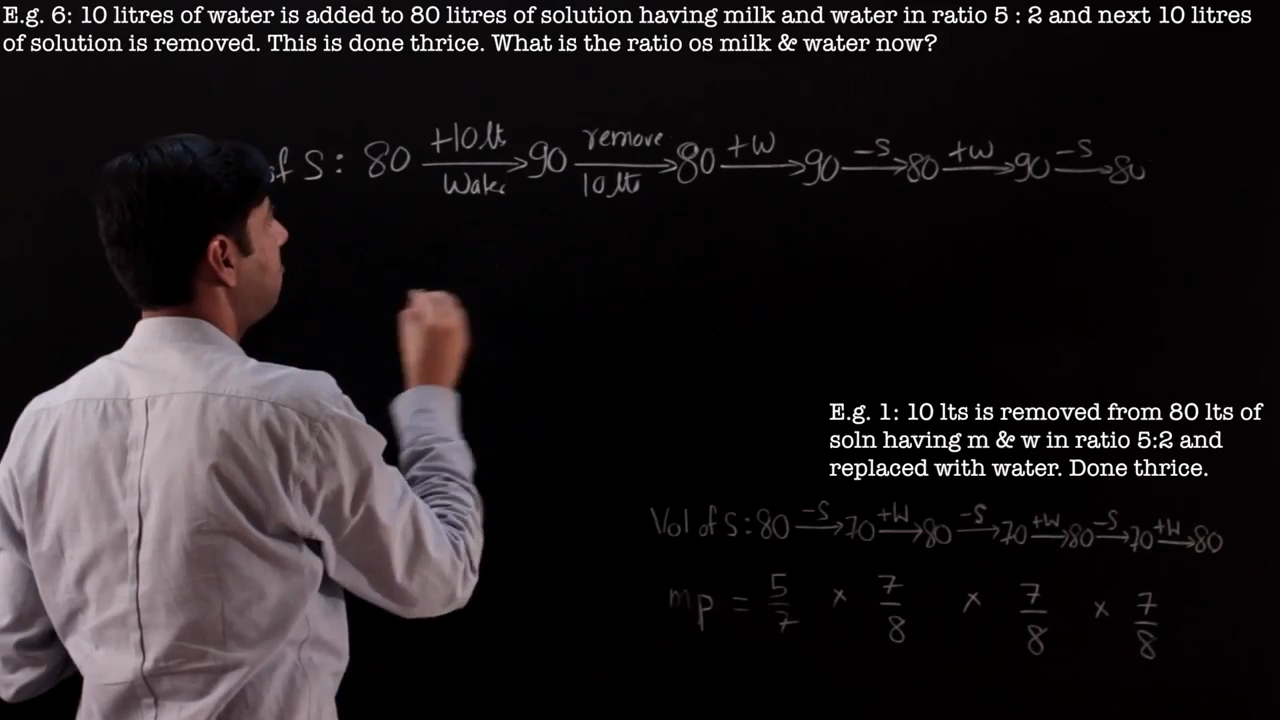 E.g. 6: 10 litres of water is added to 80 litres of solution having milk and water in ratio 5 : 2 and next 10 litres
of solution is removed. This is done thrice. What is the ratio os milk & water now?
of S : 80 +10 lt Water → 90 remove 10 lts → 80 +W → 90 -S → 80 +W → 90 -S → 80
E.g. 1: 10 lts is removed from 80 lts of
soln having m & w in ratio 5:2 and
replaced with water. Done thrice.
Vol of S : 80 -S → 70 +W → 80 -S → 70 +W → 80 -S → 70 +W → 80
mp = 5/7 × 7/8 × 7/8 × 7/8